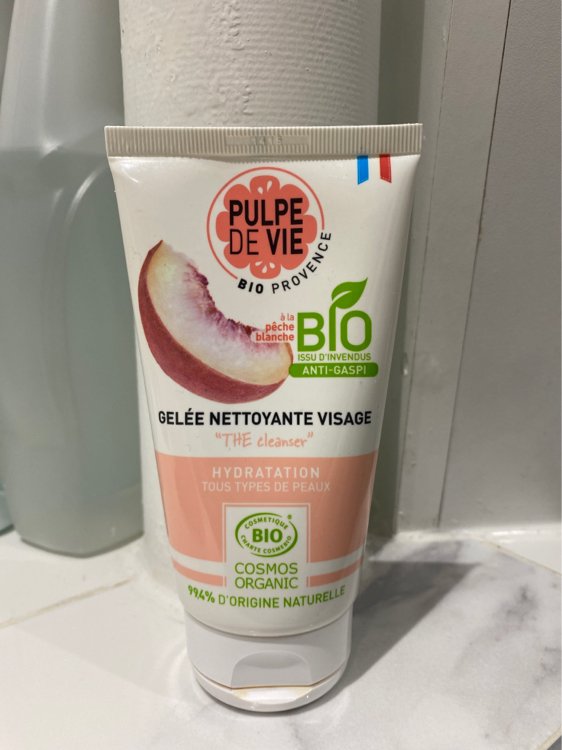 PULPE
DE VIE
BIO PROVENCE
à la
pêche
blanche
BIO
ISSU D'INVENDUS
ANTI-GASPI
GELÉE NETTOYANTE VISAGE
"THE cleanser"
HYDRATATION
TOUS TYPES DE PEAUX
COSMETIQUE
BIO
CHARTE COSMEBIO
COSMOS
ORGANIC
99,4% D'ORIGINE NATURELLE